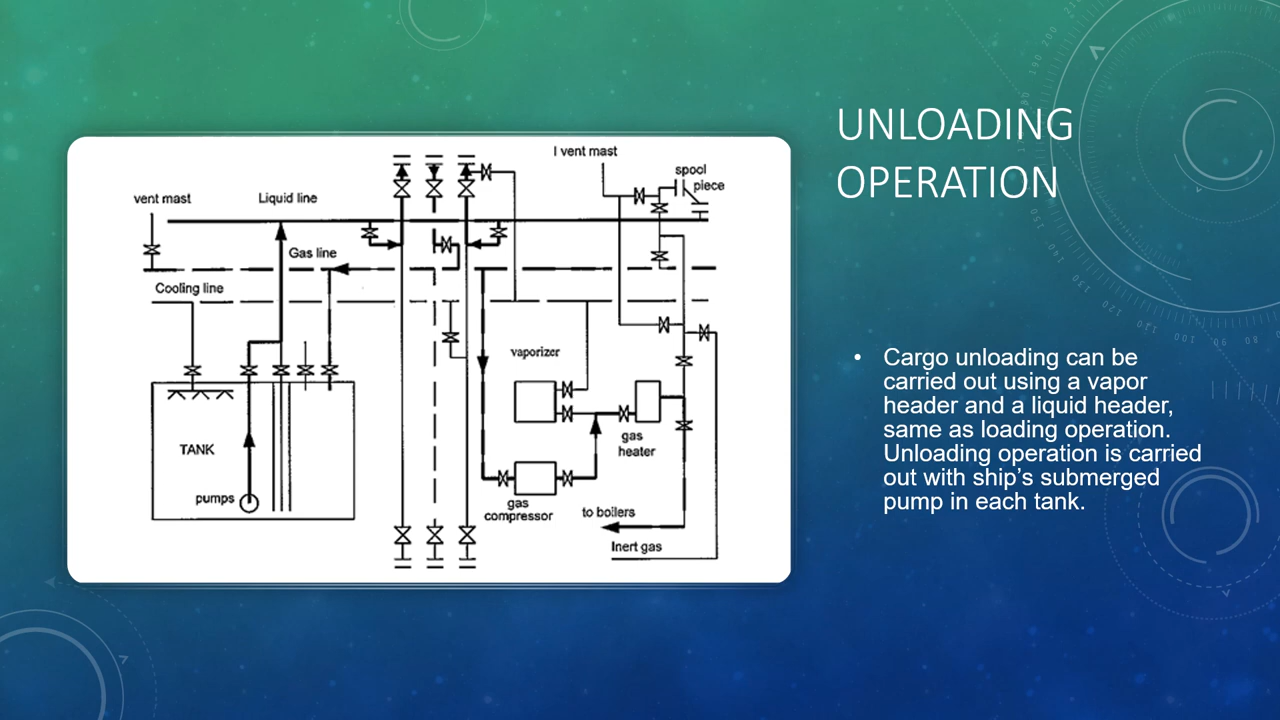 UNLOADING
OPERATION
I vent mast
spool
piece
vent mast
Liquid line
Gas line
Cooling line
vaporizer
TANK
gas
heater
pumps
gas
compressor
to boilers
Inert gas
• Cargo unloading can be
carried out using a vapor
header and a liquid header,
same as loading operation.
Unloading operation is carried
out with ship’s submerged
pump in each tank.